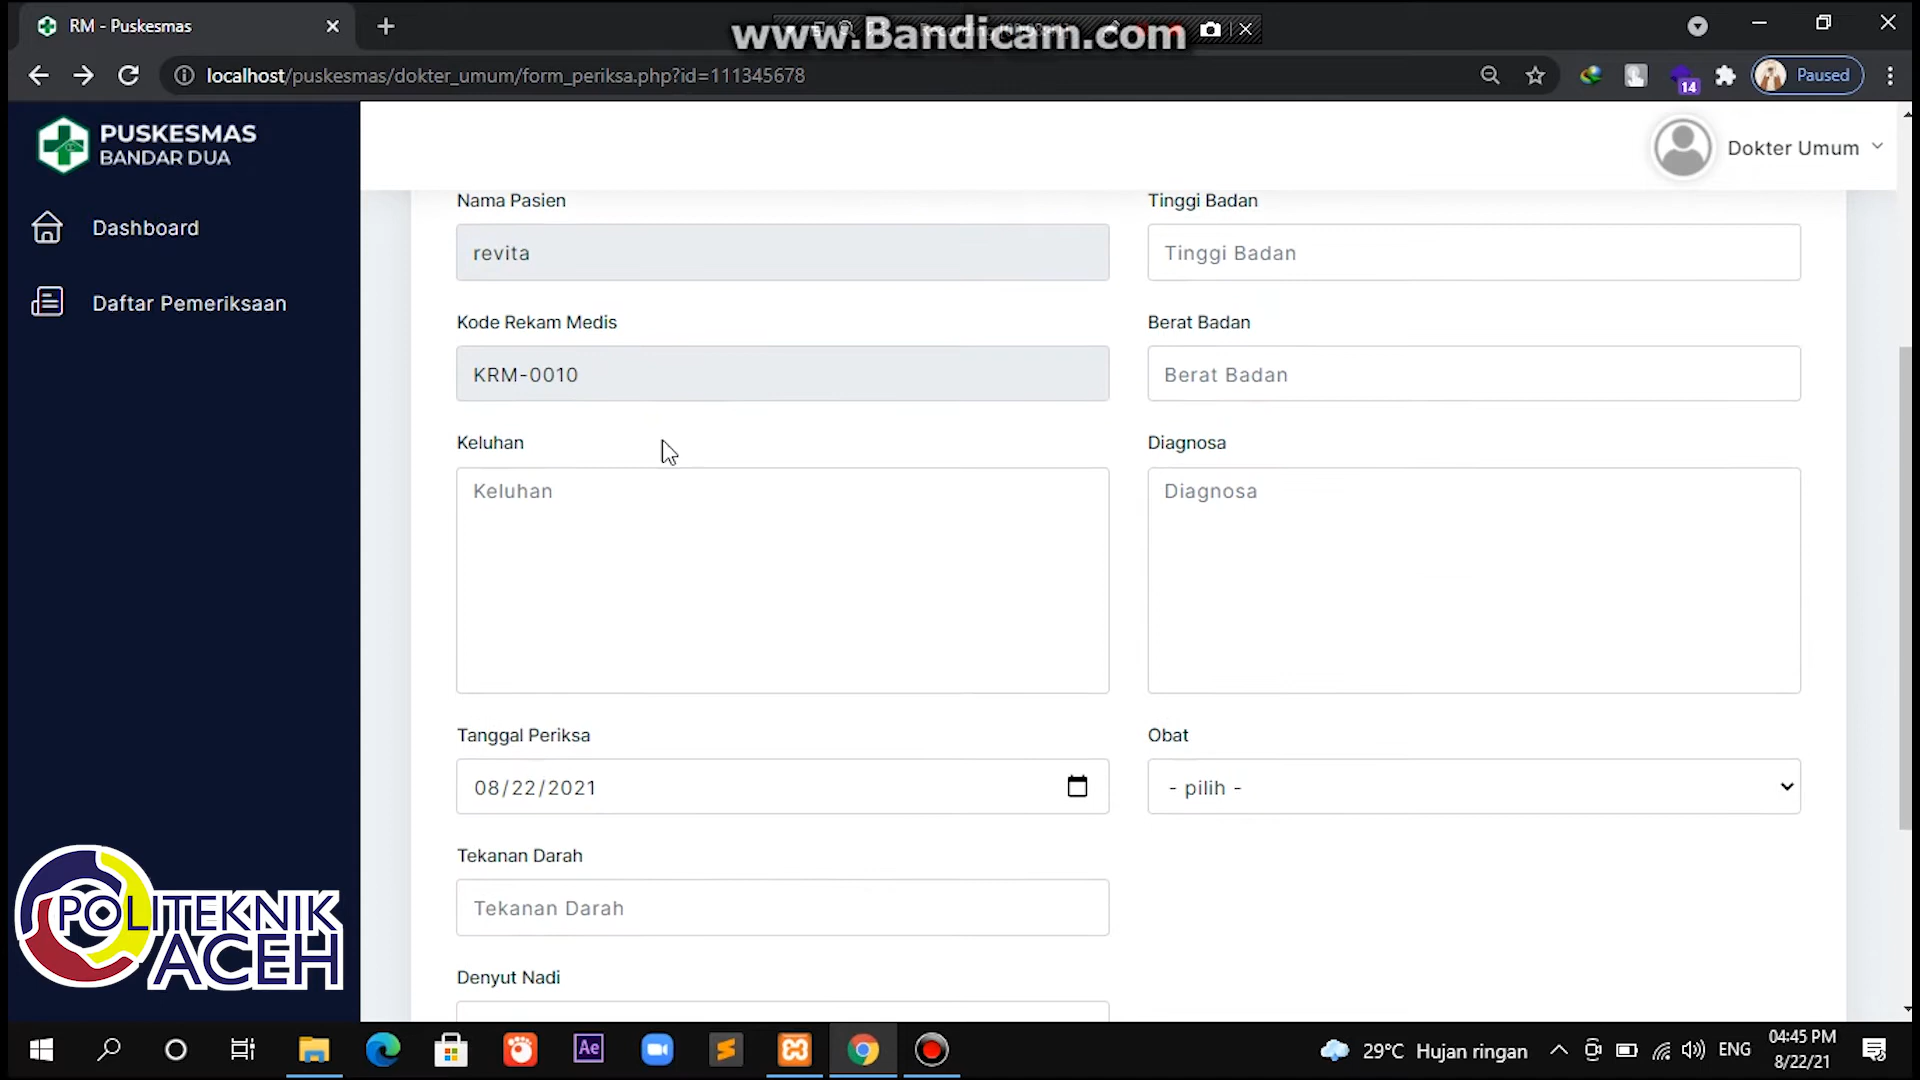 RM - Puskesmas
www.Bandicam.com
localhost/puskesmas/dokter_umum/form_periksa.php?id=111345678
14
Paused
PUSKESMAS
BANDAR DUA
Dokter Umum
Dashboard
Daftar Pemeriksaan
Nama Pasien
revita
Tinggi Badan
Tinggi Badan
Kode Rekam Medis
KRM-0010
Berat Badan
Berat Badan
Keluhan
Keluhan
Diagnosa
Diagnosa
Tanggal Periksa
08/22/2021
Obat
- pilih -
Tekanan Darah
Tekanan Darah
Denyut Nadi
POLITEKNIK
ACEH
Ae
29°C Hujan ringan
ENG
04:45 PM
8/22/21